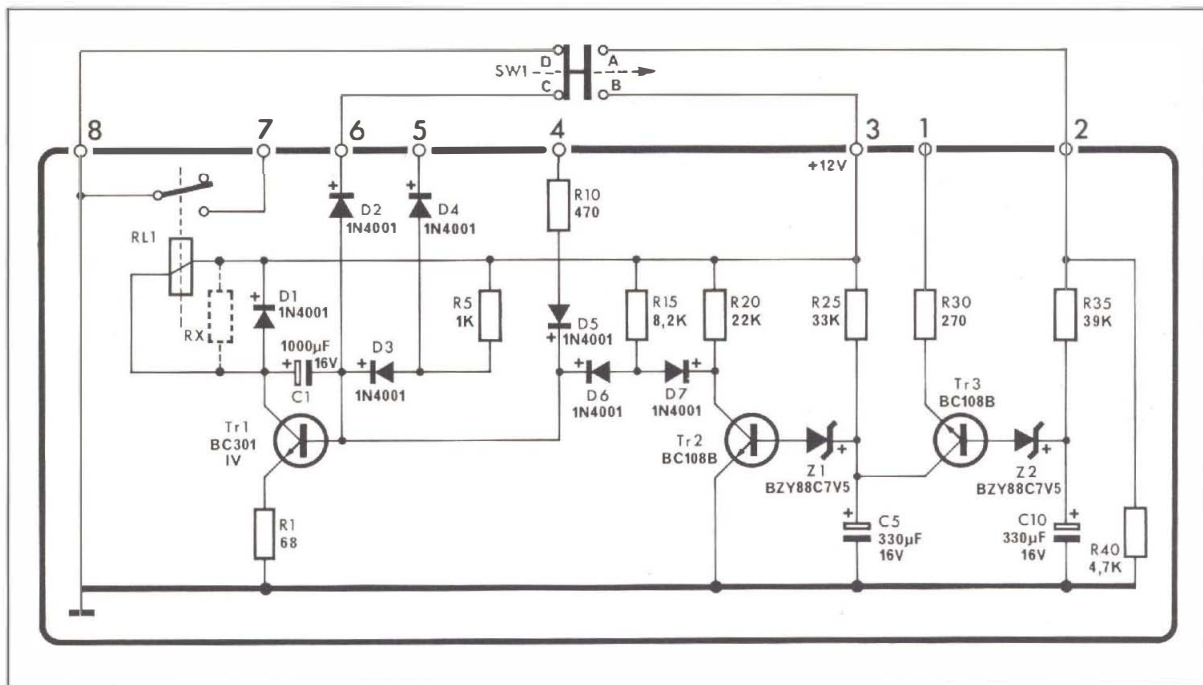 D A
SW1
C B
8 7 6 5 4 3 1 2
+12V
+ D2 1N4001
+ D4 1N4001
R10 470
RL1
RX
+ D1 1N4001
R5 1K
D5 1N4001 +
R15 8,2K
R20 22K
R25 33K
R30 270
R35 39K
1000µF 16V
+ C1
+ D3 1N4001
+ D6 1N4001
D7 + 1N4001
Tr1 BC301 IV
Tr2 BC108B
Z1 + BZY88C7V5
Tr3 BC108B
Z2 + BZY88C7V5
R1 68
+ C5 330µF 16V
C10 + 330µF 16V
R40 4,7K